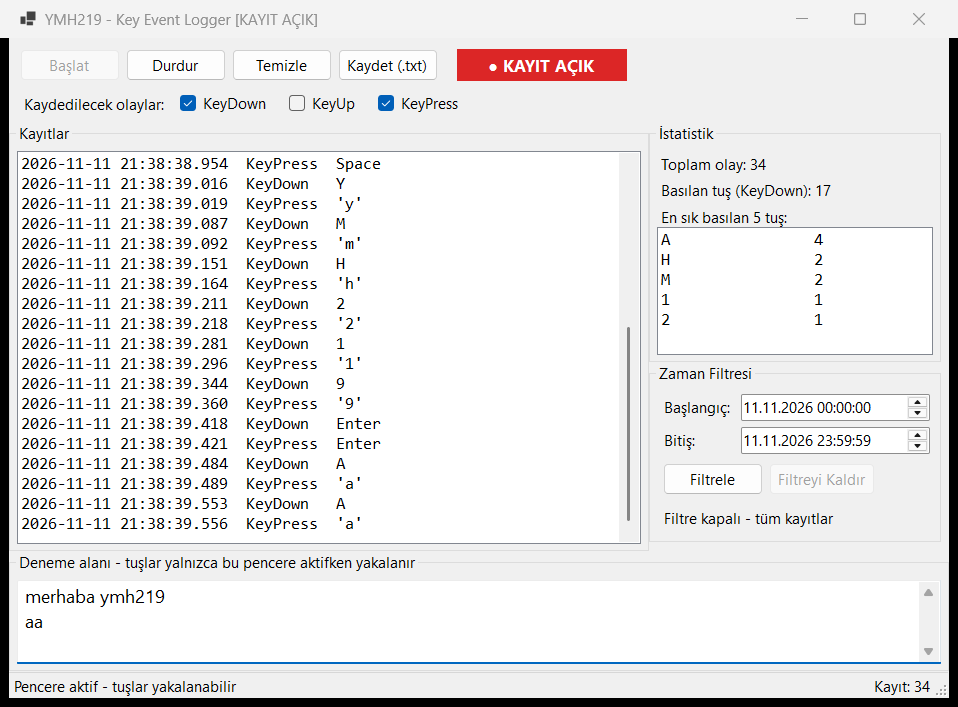 YMH219 - Key Event Logger [KAYIT AÇIK]
Başlat Durdur Temizle Kaydet (.txt) ● KAYIT AÇIK
Kaydedilecek olaylar: KeyDown KeyUp KeyPress
Kayıtlar
2026-11-11 21:38:38.954 KeyPress Space
2026-11-11 21:38:39.016 KeyDown Y
2026-11-11 21:38:39.019 KeyPress 'y'
2026-11-11 21:38:39.087 KeyDown M
2026-11-11 21:38:39.092 KeyPress 'm'
2026-11-11 21:38:39.151 KeyDown H
2026-11-11 21:38:39.164 KeyPress 'h'
2026-11-11 21:38:39.211 KeyDown 2
2026-11-11 21:38:39.218 KeyPress '2'
2026-11-11 21:38:39.281 KeyDown 1
2026-11-11 21:38:39.296 KeyPress '1'
2026-11-11 21:38:39.344 KeyDown 9
2026-11-11 21:38:39.360 KeyPress '9'
2026-11-11 21:38:39.418 KeyDown Enter
2026-11-11 21:38:39.421 KeyPress Enter
2026-11-11 21:38:39.484 KeyDown A
2026-11-11 21:38:39.489 KeyPress 'a'
2026-11-11 21:38:39.553 KeyDown A
2026-11-11 21:38:39.556 KeyPress 'a'
İstatistik
Toplam olay: 34
Basılan tuş (KeyDown): 17
En sık basılan 5 tuş:
A 4
H 2
M 2
1 1
2 1
Zaman Filtresi
Başlangıç: 11.11.2026 00:00:00
Bitiş: 11.11.2026 23:59:59
Filtrele Filtreyi Kaldır
Filtre kapalı - tüm kayıtlar
Deneme alanı - tuşlar yalnızca bu pencere aktifken yakalanır
merhaba ymh219
aa
Pencere aktif - tuşlar yakalanabilir Kayıt: 34